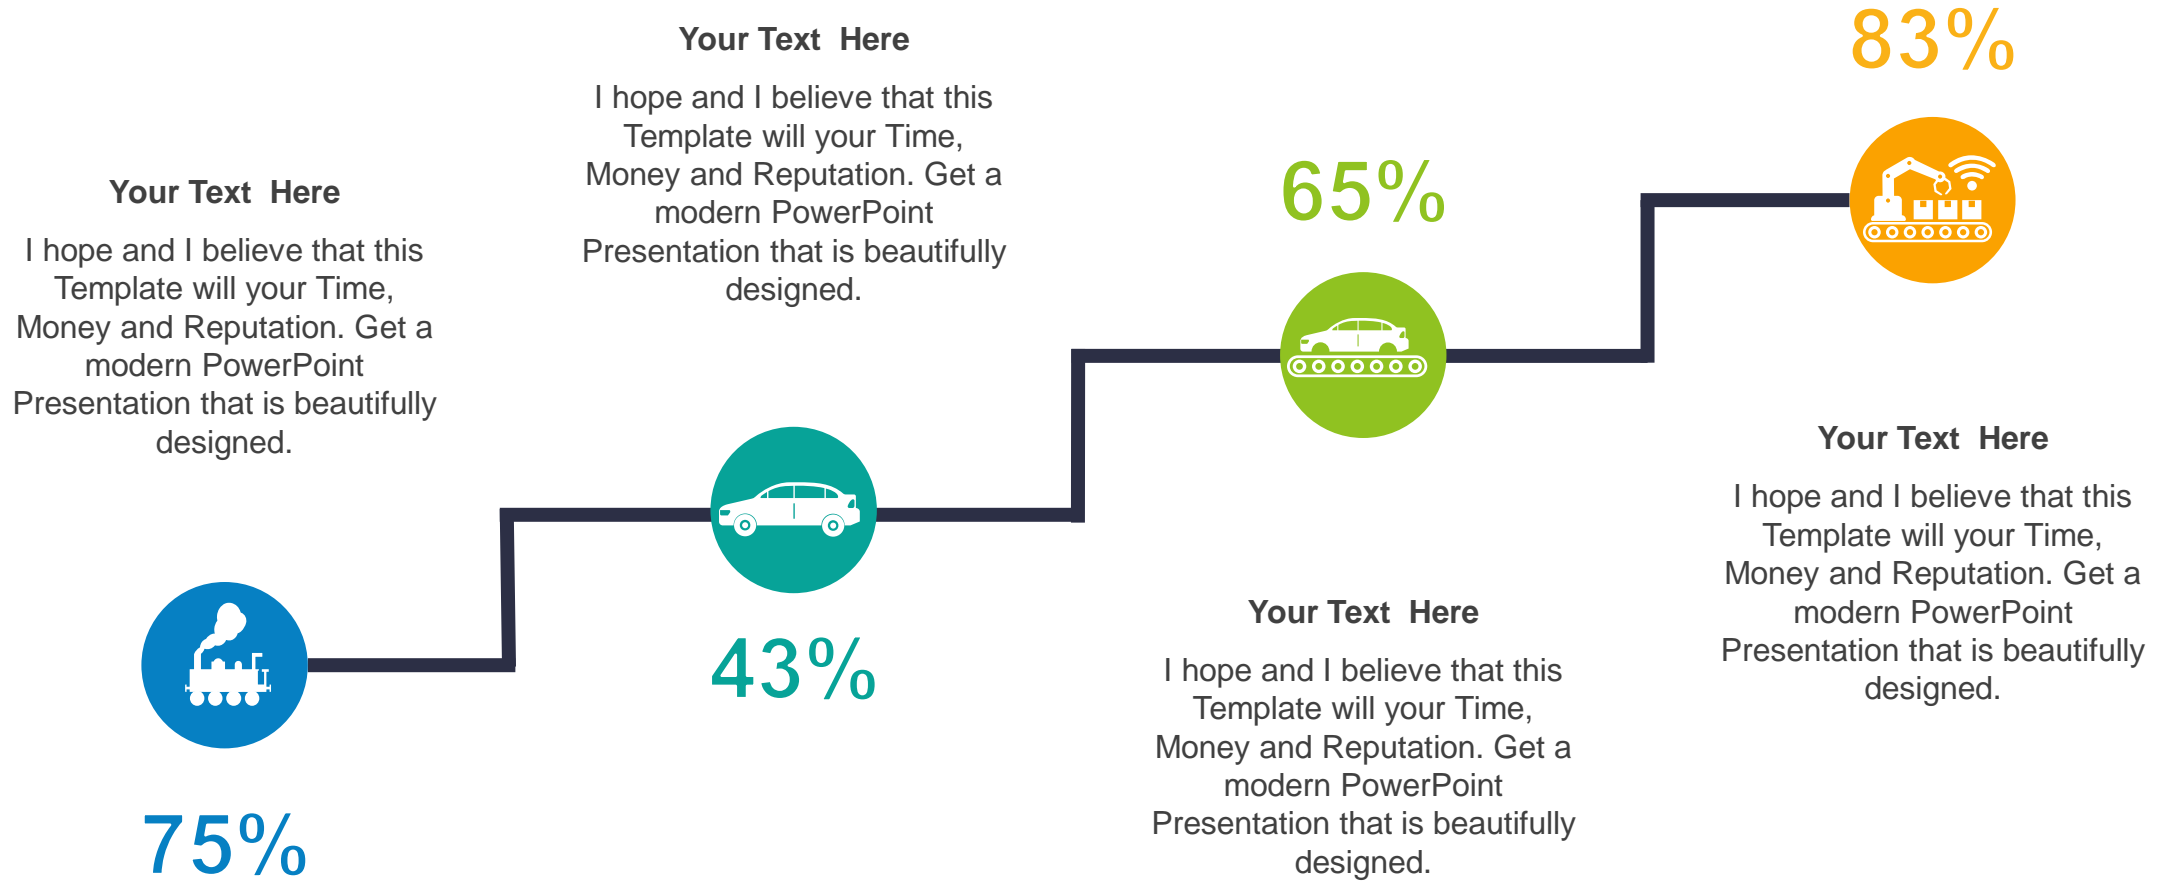 Your Text  Here
I hope and I believe that this
Template will your Time,
Money and Reputation. Get a
modern PowerPoint
Presentation that is beautifully
designed.
75%
Your Text  Here
I hope and I believe that this
Template will your Time,
Money and Reputation. Get a
modern PowerPoint
Presentation that is beautifully
designed.
43%
65%
Your Text  Here
I hope and I believe that this
Template will your Time,
Money and Reputation. Get a
modern PowerPoint
Presentation that is beautifully
designed.
83%
Your Text  Here
I hope and I believe that this
Template will your Time,
Money and Reputation. Get a
modern PowerPoint
Presentation that is beautifully
designed.